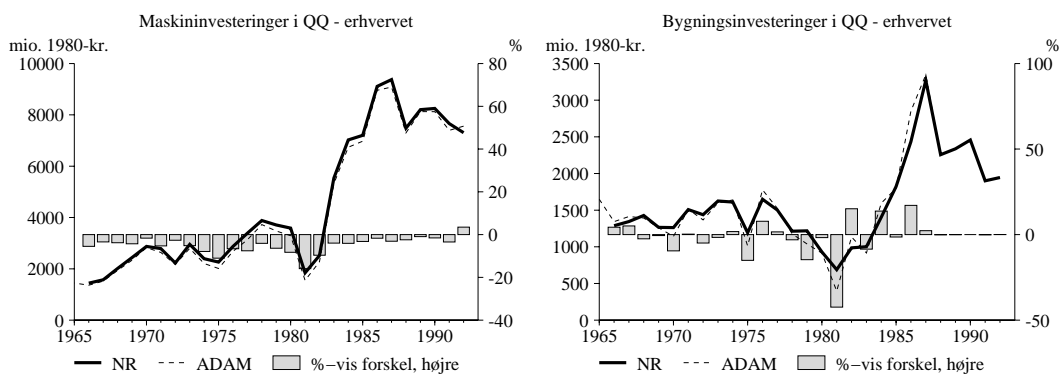 Maskininvesteringer i QQ - erhvervet
mio. 1980-kr. %
10000 80
8000 60
6000 40
4000 20
2000 0
0 -20
-40
1965 1970 1975 1980 1985 1990
NR ADAM %-vis forskel, højre
Bygningsinvesteringer i QQ - erhvervet
mio. 1980-kr. %
3500 100
3000
2500 50
2000
1500
1000 0
500
0 -50
1965 1970 1975 1980 1985 1990
NR ADAM %-vis forskel, højre